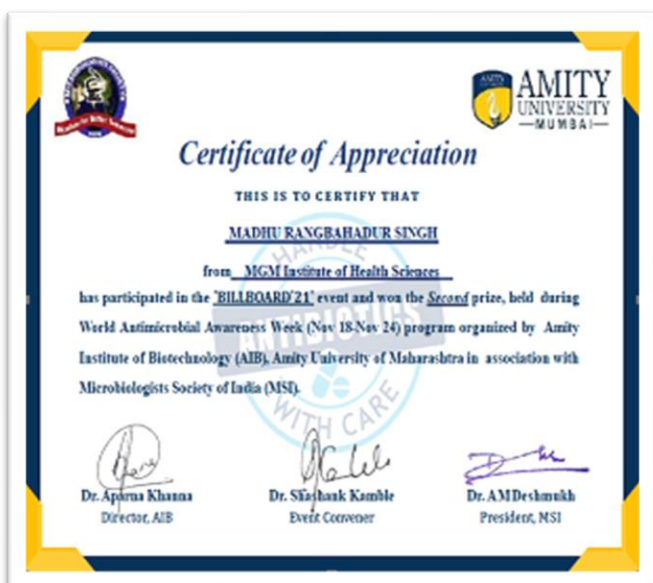 AMITY
UNIVERSITY
MUMBAI
Certificate of Appreciation
THIS IS TO CERTIFY THAT
MADHU RANGBAHADUR SINGH
from MGM Institute of Health Sciences
has participated in the "BILLBOARD'21" event and won the Second prize, held during
World Antimicrobial Awareness Week (Nov 18-Nov 24) program organized by Amity
Institute of Biotechnology (AIB), Amity University of Maharashtra in association with
Microbiologists Society of India (MSI).
HANDLE
ANTIBIOTICS
WITH CARE
Dr. Aparna Khanna
Dr. Shashank Kamble
Dr. A M Deshmukh
Director, AIB
Event Convener
President, MSI